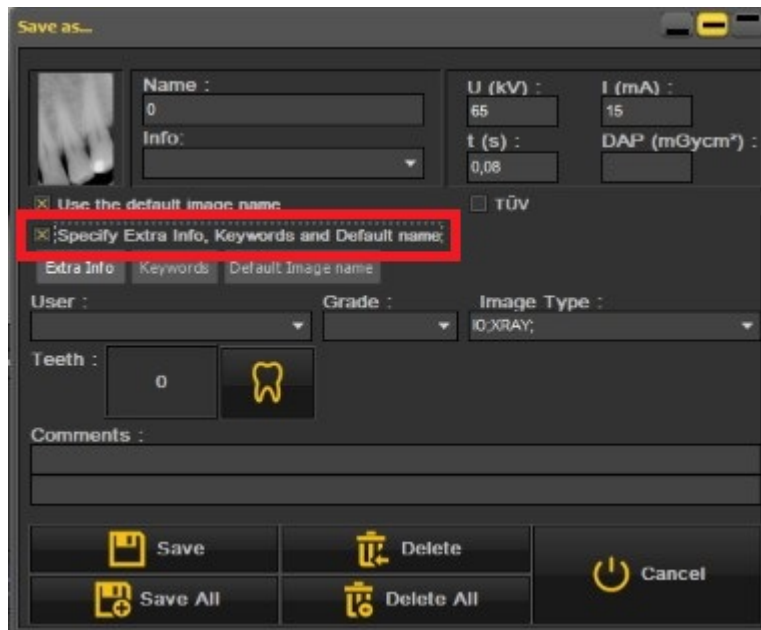 Save as...
Name :
0
Info:
U (kV) :
65
I (mA) :
15
t (s) :
0,08
DAP (mGycm²) :
Use the default image name
TÜV
Specify Extra Info, Keywords and Default name
Extra Info Keywords Default Image name
User :
Grade :
Image Type :
IO;XRAY;
Teeth :
0
Comments :
Save
Delete
Cancel
Save All
Delete All